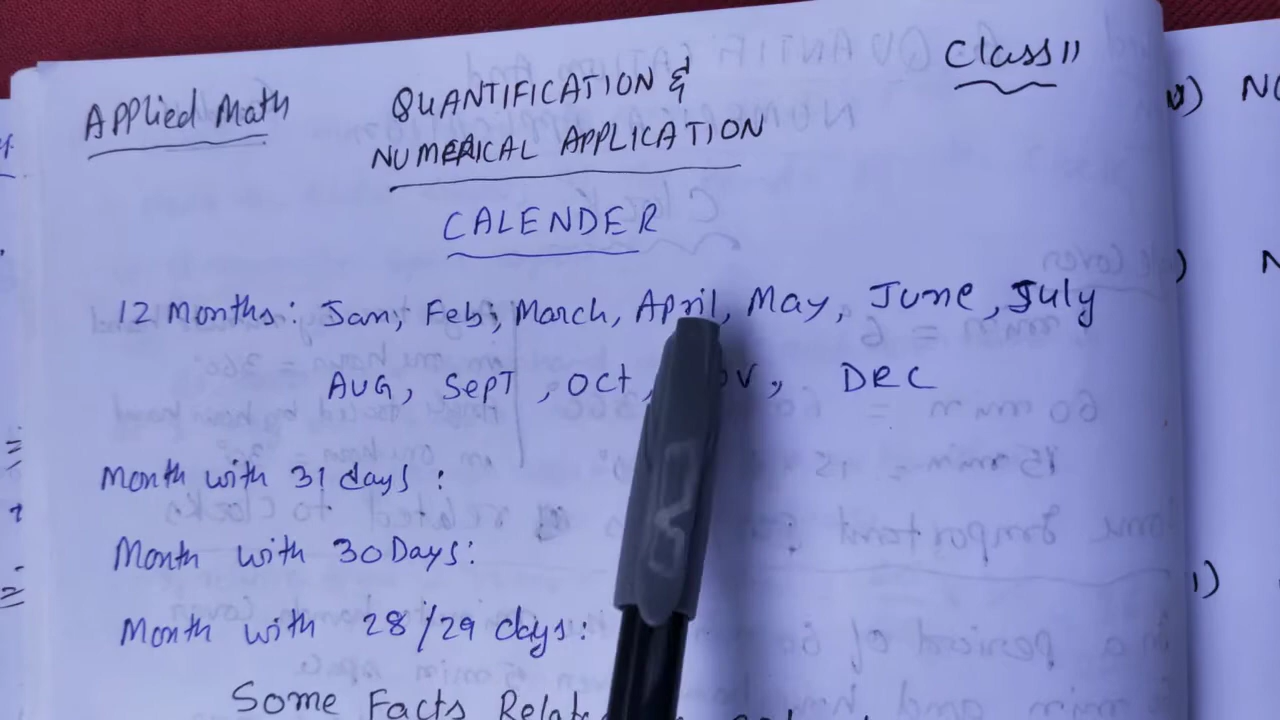 Class 11
Applied Math
QUANTIFICATION &
NUMERICAL APPLICATION
CALENDER
12 Months: Jan, Feb, March, April, May, June, July
AUG, SepT, Oct, DEC
Month with 31 days:
Month with 30 Days:
Month with 28/29 days:
Some Facts